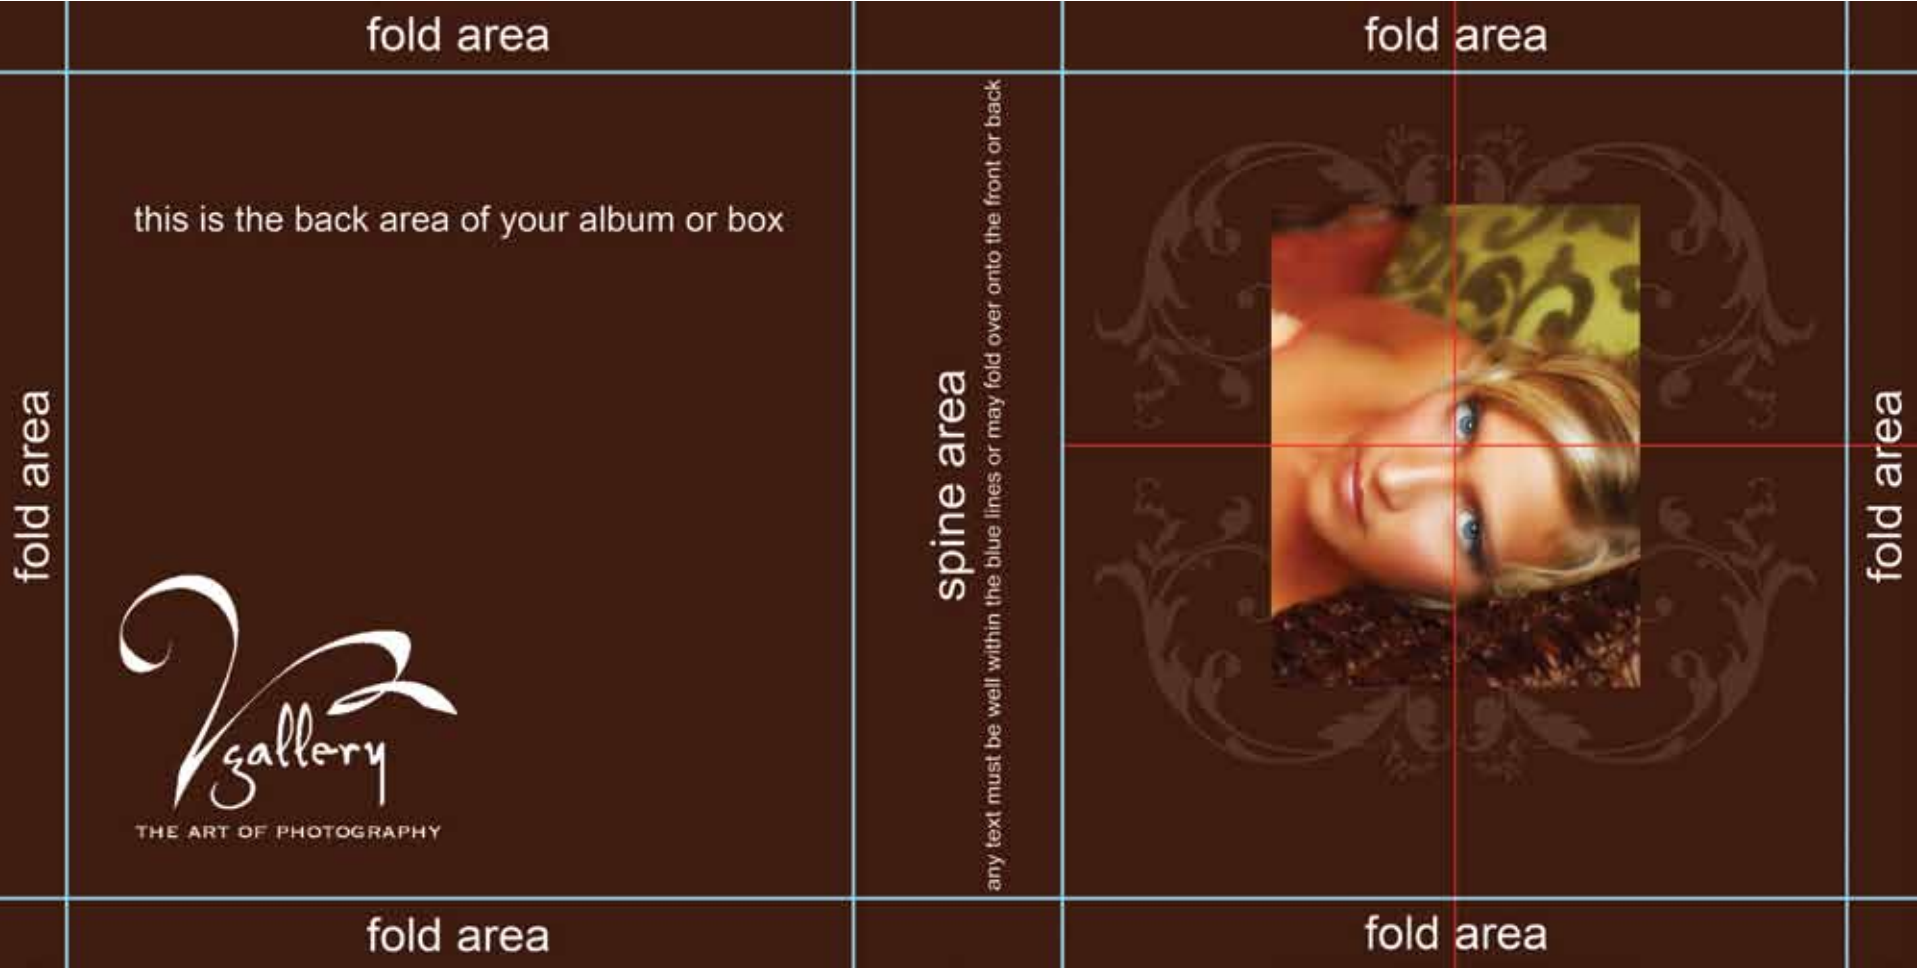 fold area
fold area
this is the back area of your album or box
fold area
spine area
any text must be well within the blue lines or may fold over onto the front or back
fold area
gallery
THE ART OF PHOTOGRAPHY
fold area
fold area